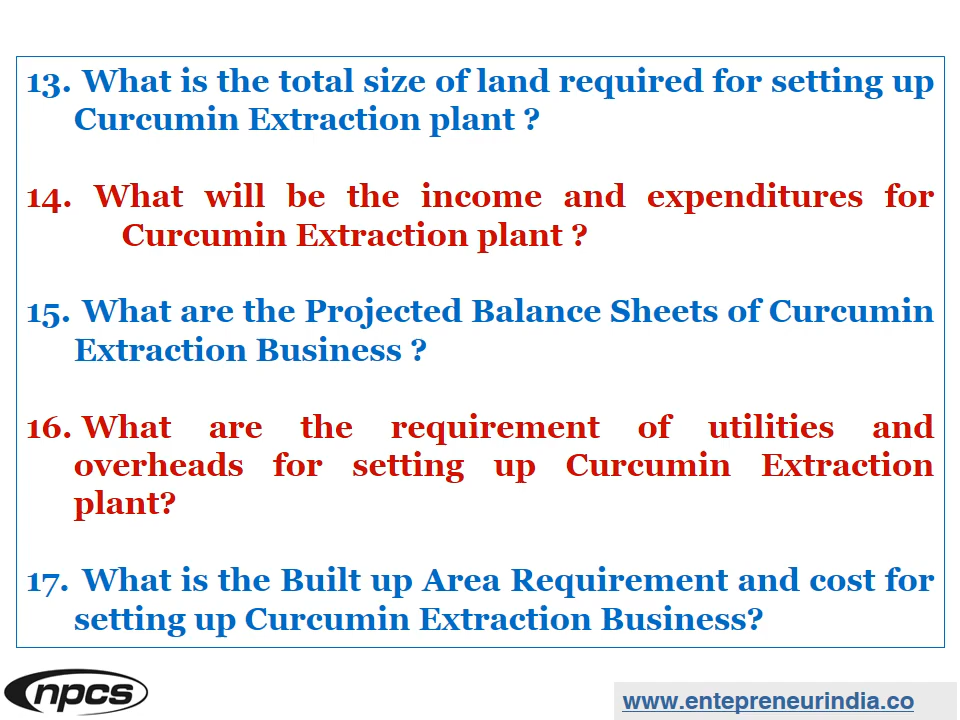 13. What is the total size of land required for setting up
Curcumin Extraction plant ?
14. What will be the income and expenditures for
Curcumin Extraction plant ?
15. What are the Projected Balance Sheets of Curcumin
Extraction Business ?
16. What are the requirement of utilities and
overheads for setting up Curcumin Extraction
plant?
17. What is the Built up Area Requirement and cost for
setting up Curcumin Extraction Business?
npcs
www.entepreneurindia.co